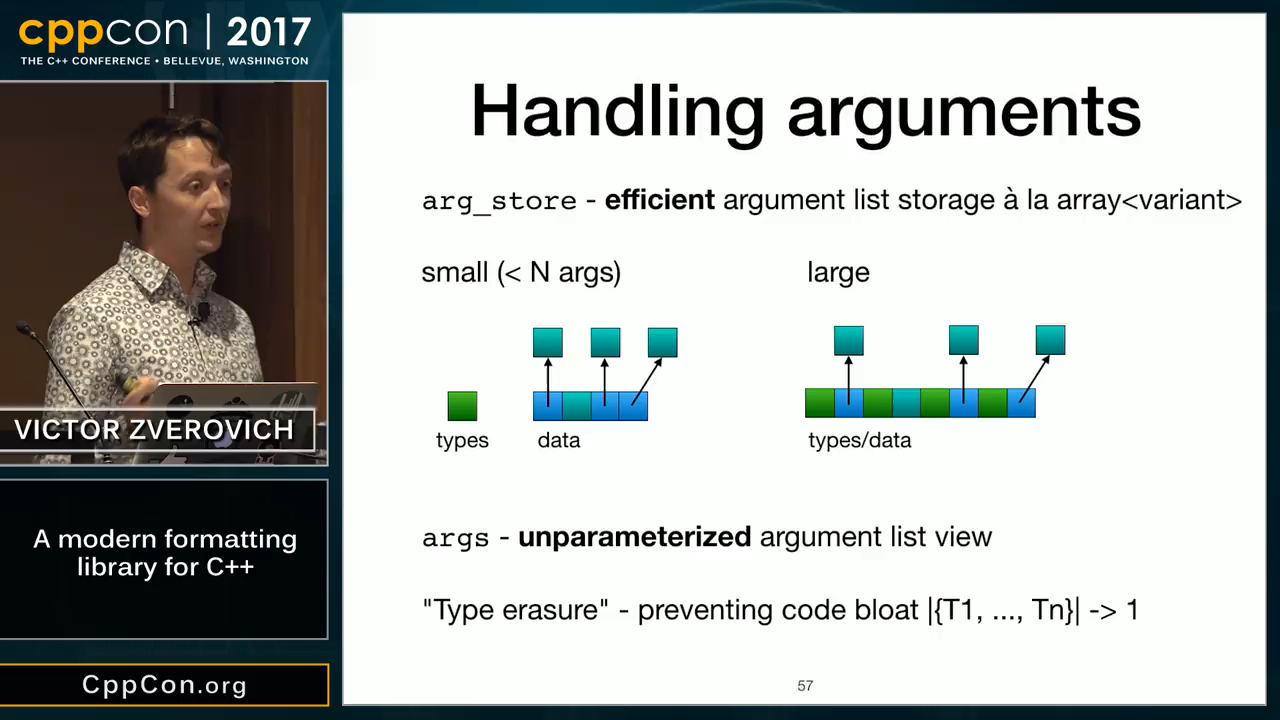 cppcon | 2017
THE C++ CONFERENCE • BELLEVUE, WASHINGTON
VICTOR ZVEROVICH
A modern formatting
library for C++
CppCon.org
Handling arguments
arg_store - efficient argument list storage à la array<variant>
small (< N args)
large
types
data
types/data
args - unparameterized argument list view
"Type erasure" - preventing code bloat |{T1, ..., Tn}| -> 1
57